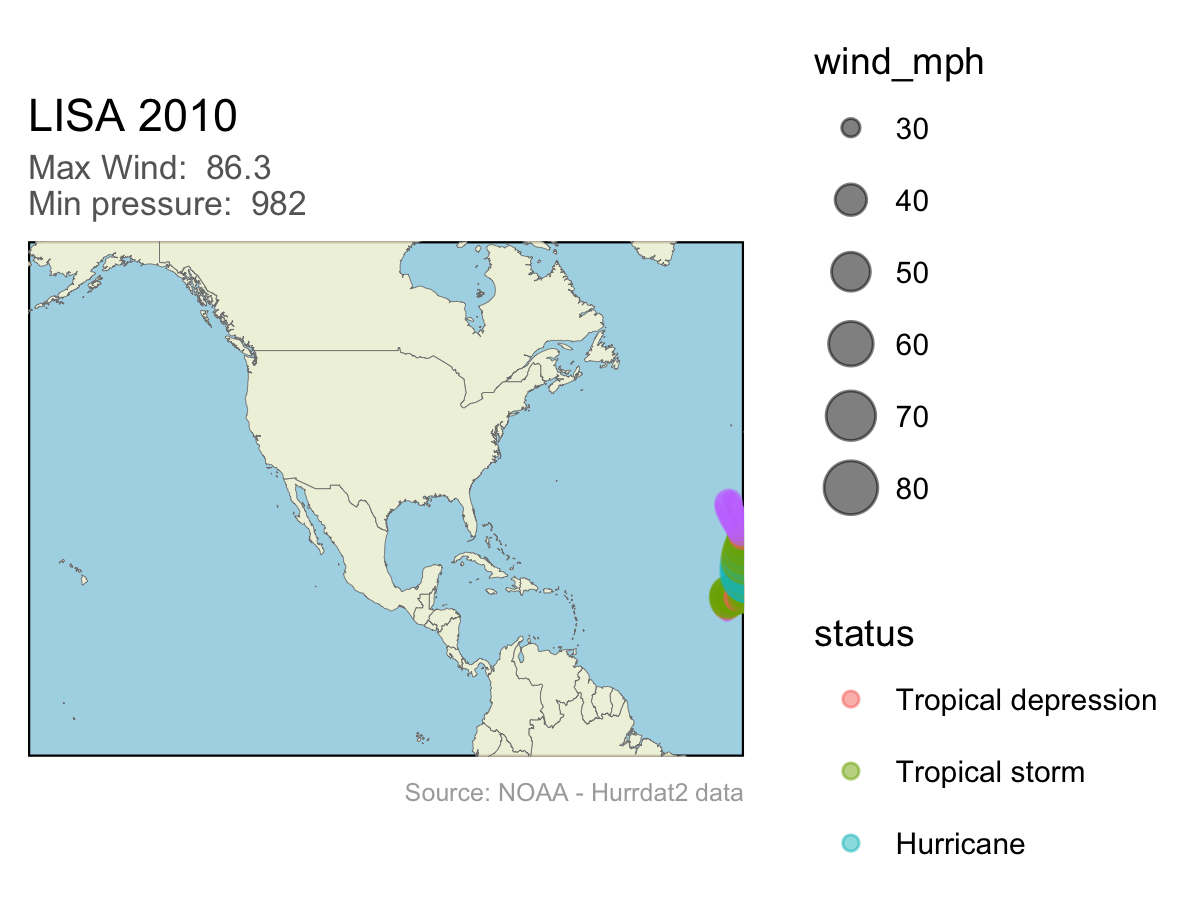 LISA 2010
Max Wind:  86.3
Min pressure:  982
Source: NOAA - Hurrdat2 data
wind_mph
30
40
50
60
70
80
status
Tropical depression
Tropical storm
Hurricane